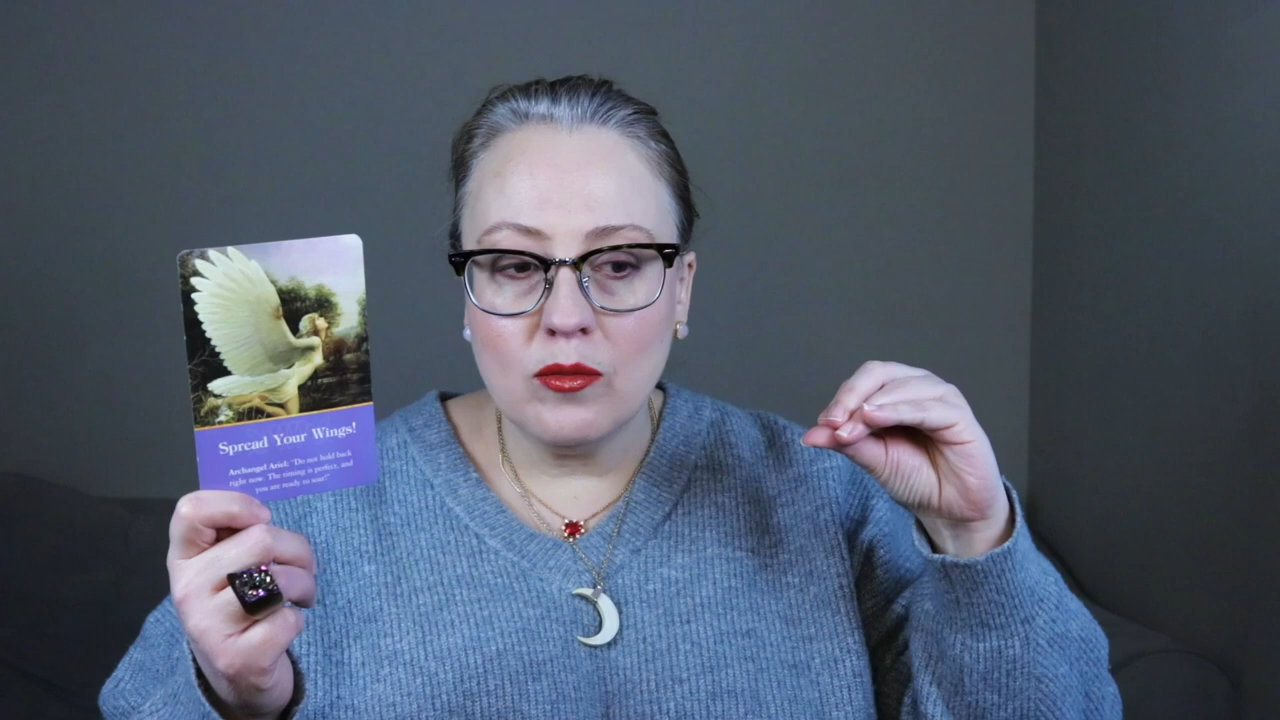 Spread Your Wings!
Archangel Ariel: "Do not hold back
right now. The timing is perfect, and
you are ready to soar!"